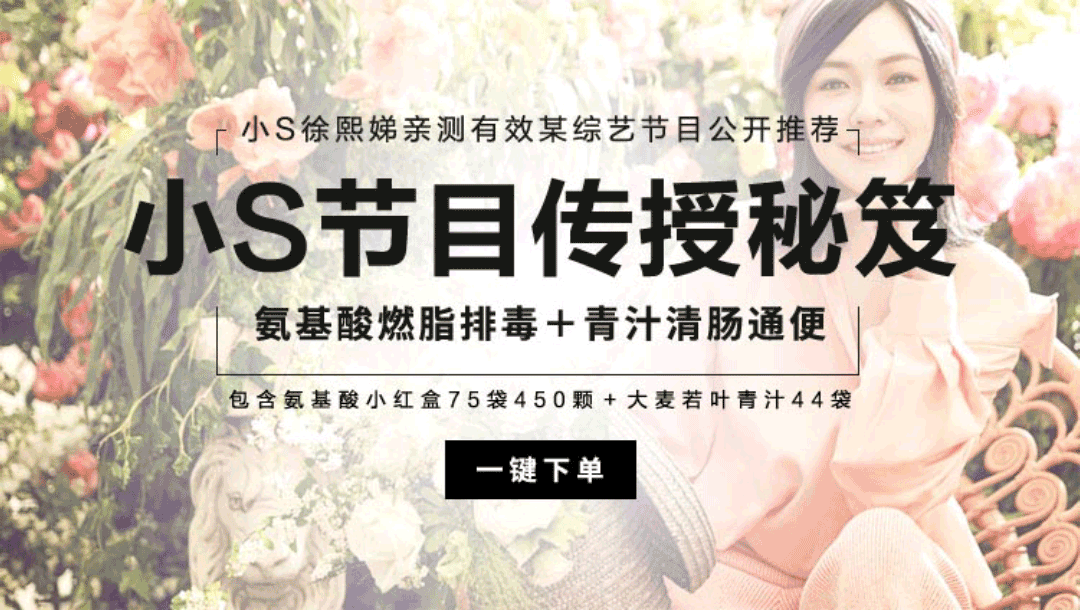 小S徐熙娣亲测有效某综艺节目公开推荐
小S节目传授秘笈
氨基酸燃脂排毒＋青汁清肠通便
包含氨基酸小红盒75袋450颗＋大麦若叶青汁44袋
一键下单